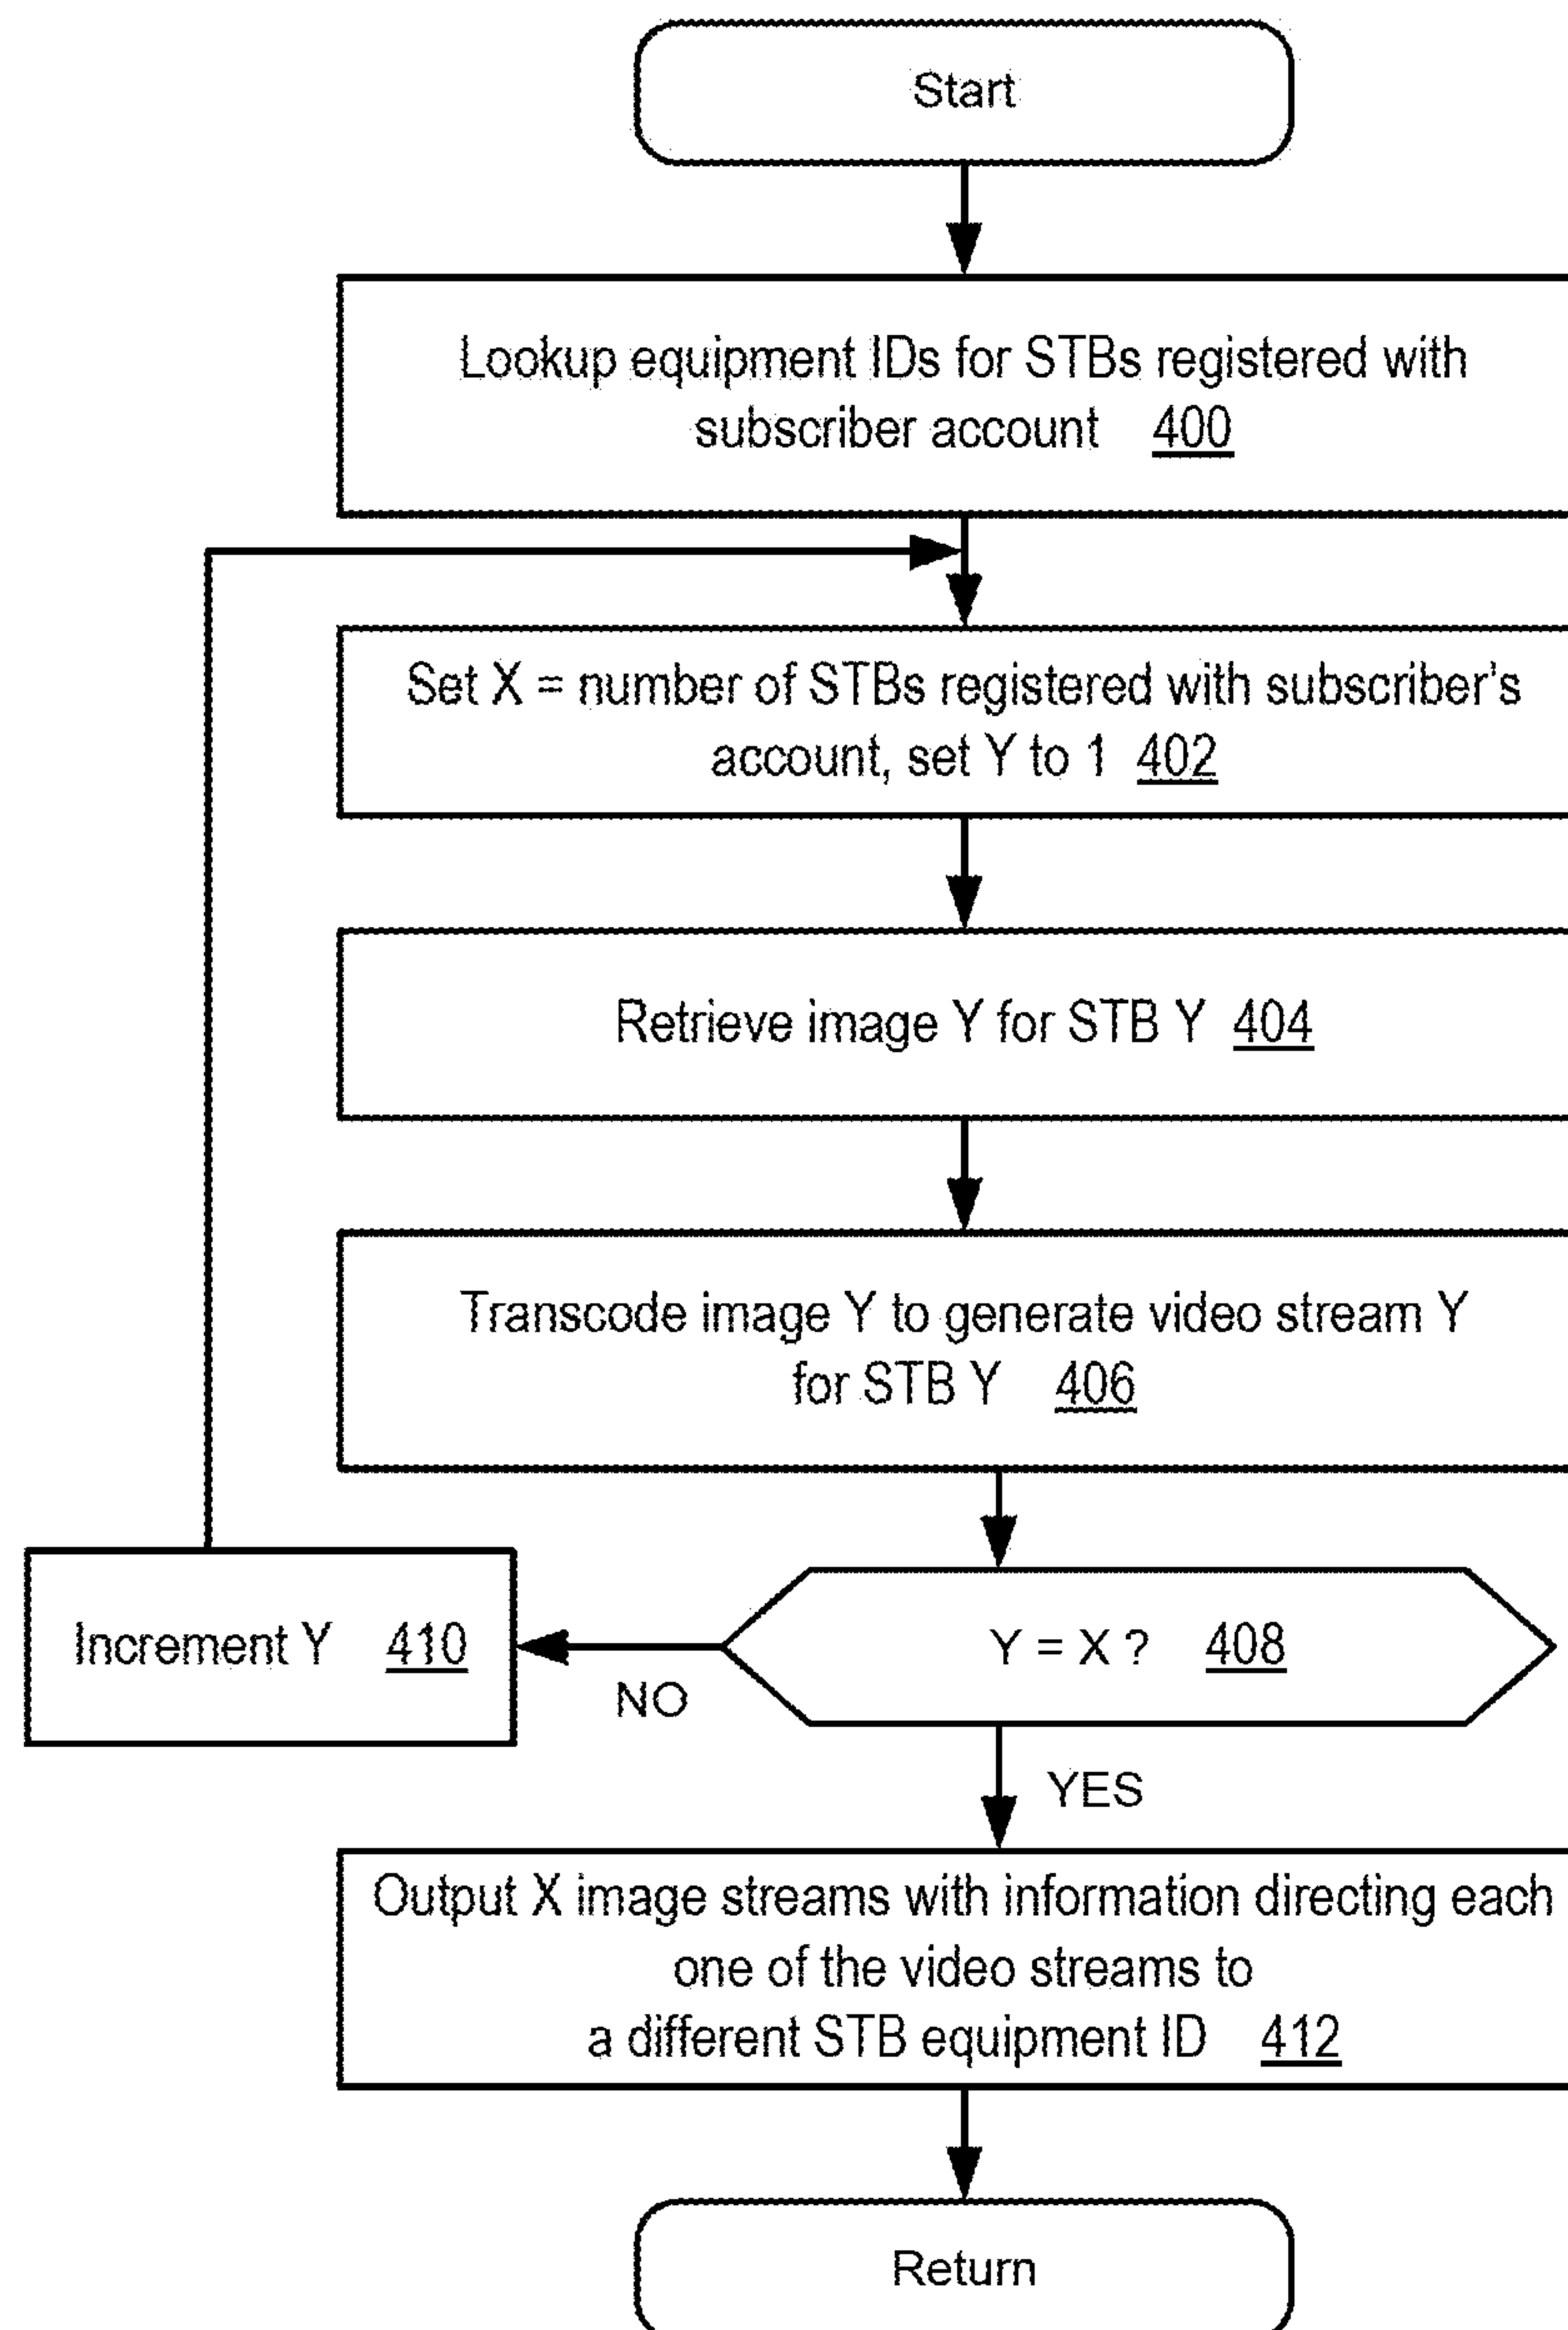 Start
Lookup equipment IDs for STBs registered with
subscriber account 400
Set X = number of STBs registered with subscriber's
account, set Y to 1 402
Retrieve image Y for STB Y 404
Transcode image Y to generate video stream Y
for STB Y 406
Y = X ? 408
NO
Increment Y 410
YES
Output X image streams with information directing each
one of the video streams to
a different STB equipment ID 412
Return